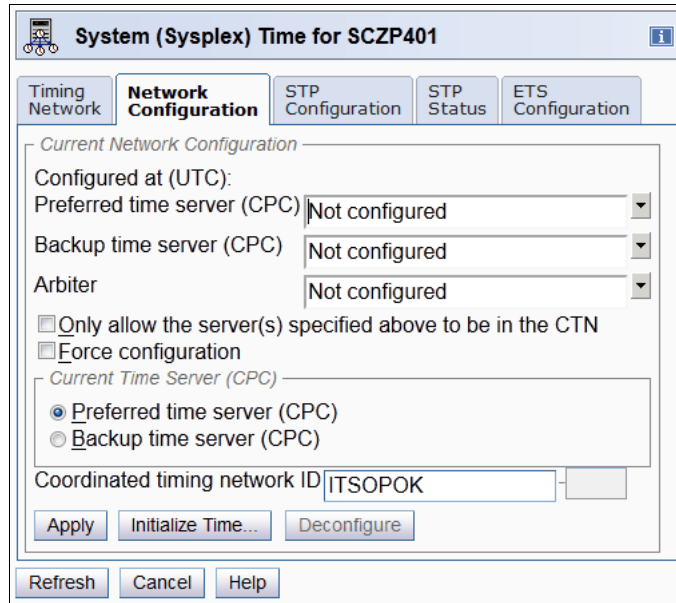 System (Sysplex) Time for SCZP401
i
Timing Network
Network Configuration
STP Configuration
STP Status
ETS Configuration
Current Network Configuration
Configured at (UTC):
Preferred time server (CPC) Not configured
Backup time server (CPC) Not configured
Arbiter Not configured
Only allow the server(s) specified above to be in the CTN
Force configuration
Current Time Server (CPC)
Preferred time server (CPC)
Backup time server (CPC)
Coordinated timing network ID ITSOPOK -
Apply Initialize Time... Deconfigure
Refresh Cancel Help